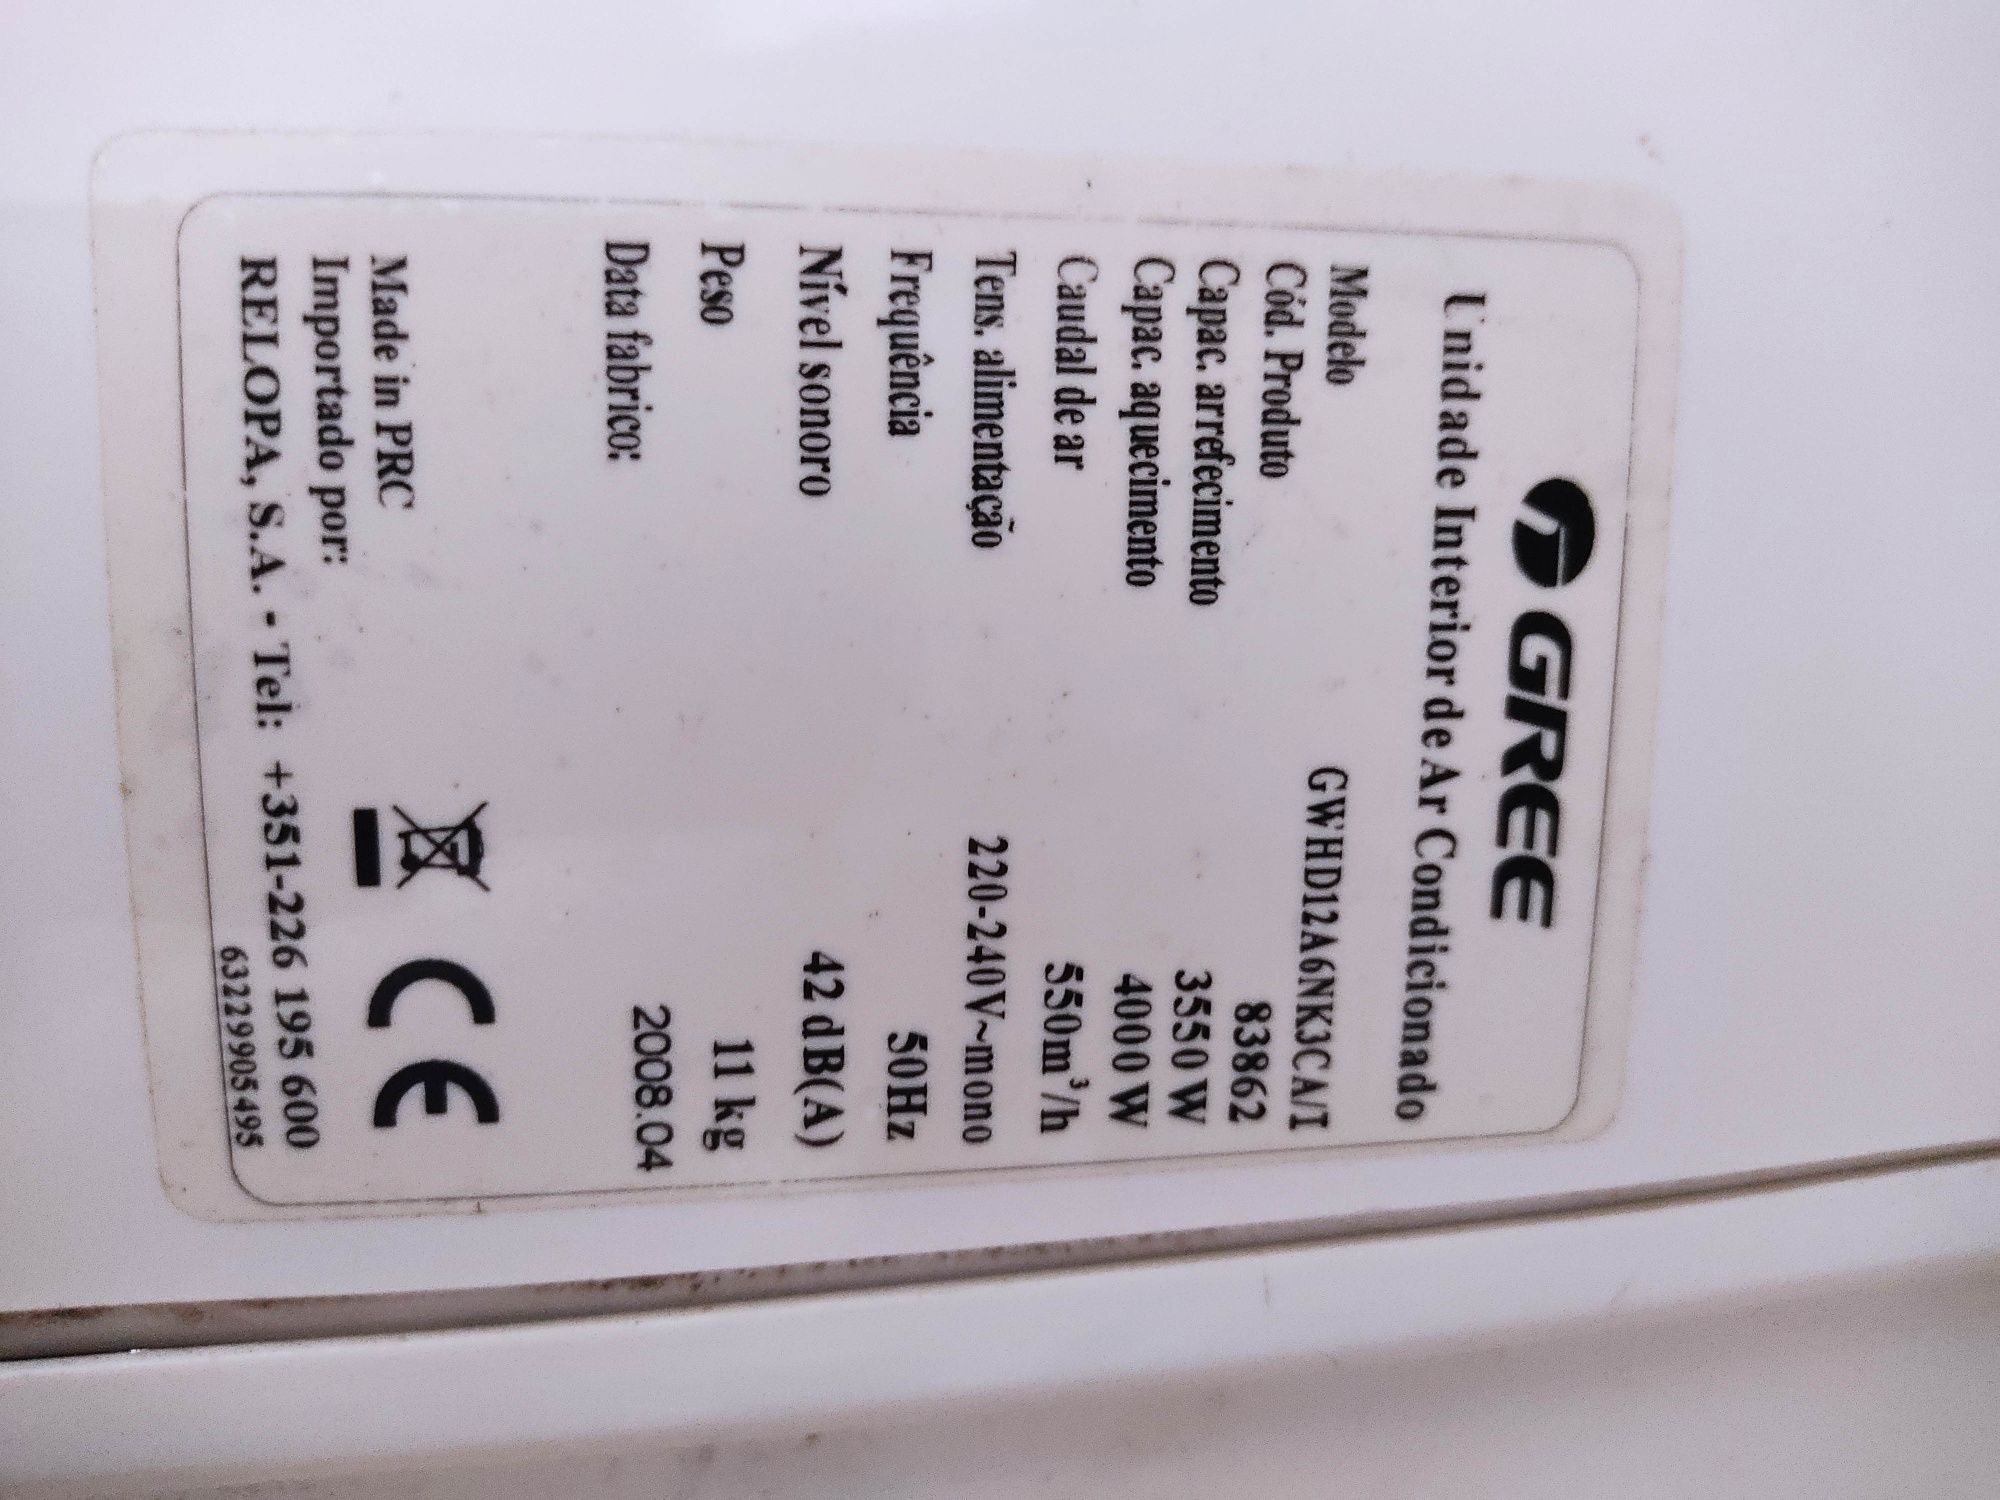 GREE
Unidade Interior de Ar Condicionado
Modelo GWHD12A6NK3CA/I
Cód. Produto 83862
Capac. arrefecimento 3550 W
Capac. aquecimento 4000 W
Caudal de ar 550m³/h
Tens. alimentação 220-240V~mono
Frequência 50Hz
Nível sonoro 42 dB(A)
Peso 11 kg
Data fabrico: 2008.04
Made in PRC
Importado por:
CE
RELOPA, S.A. - Tel: +351-226 195 600
632299905495